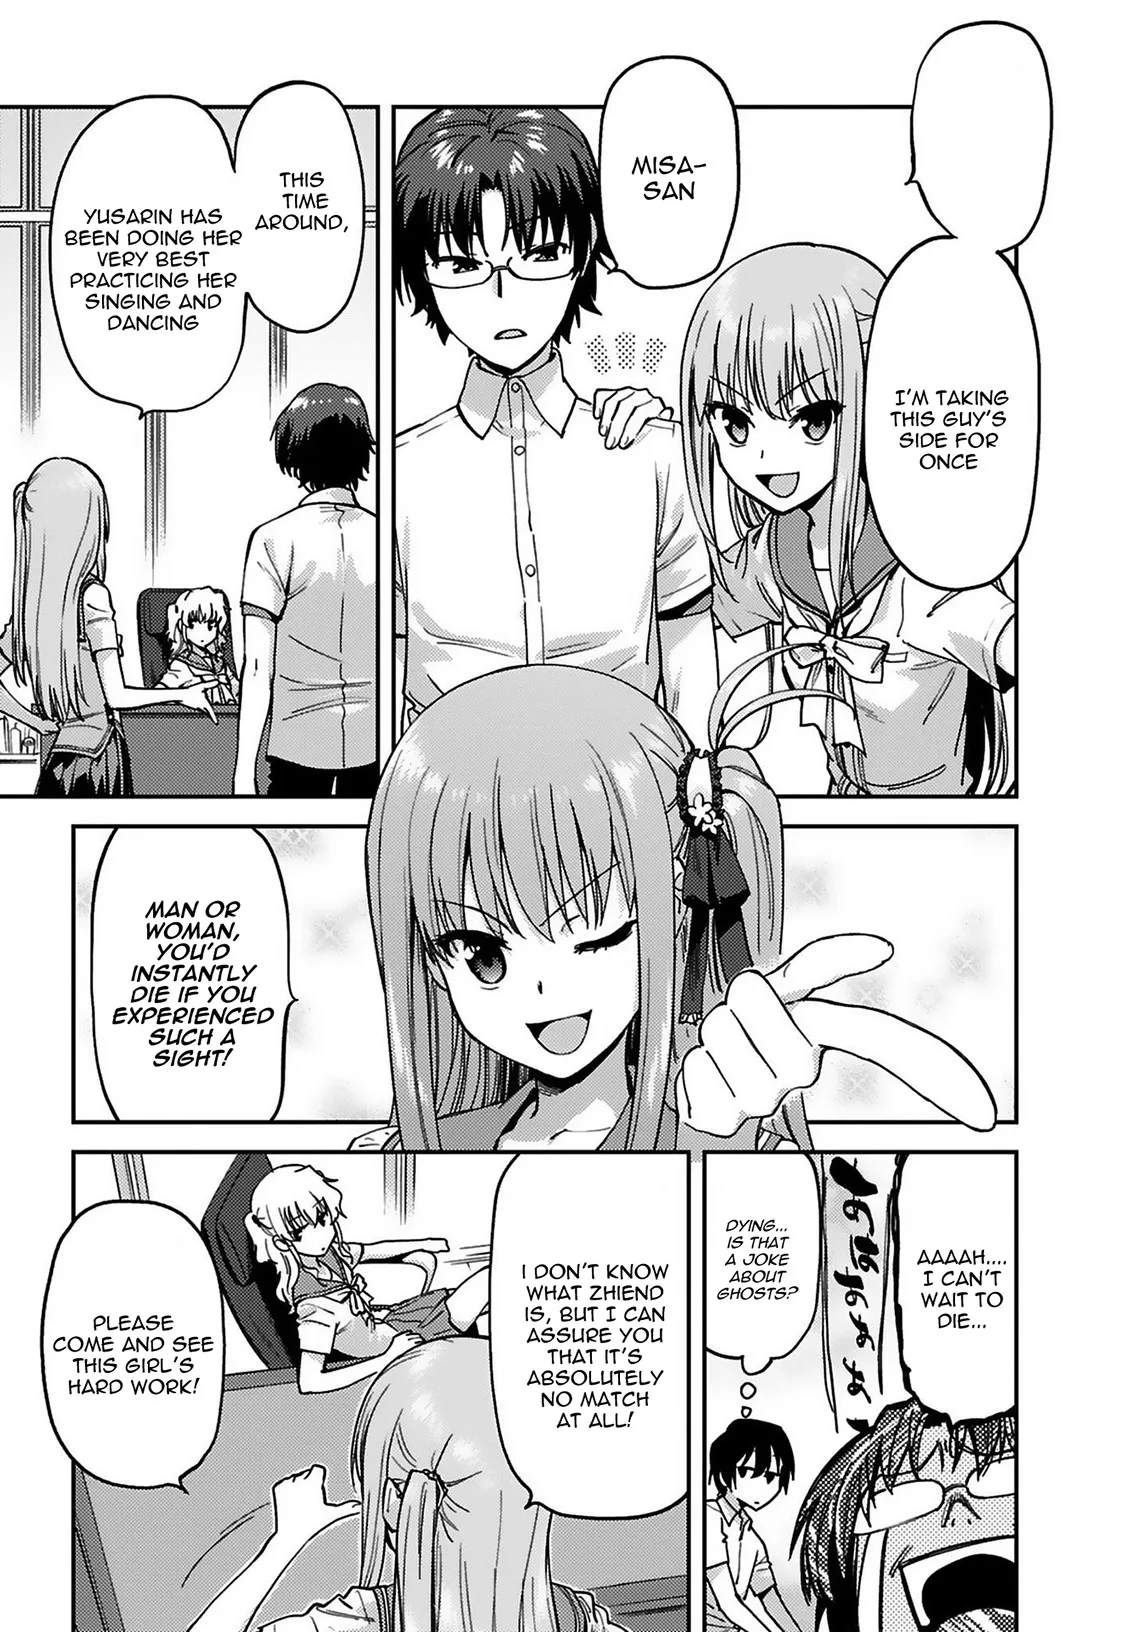 I'M TAKING
THIS GUY'S
SIDE FOR
ONCE
MISA-
SAN
THIS
TIME
AROUND,
YUSARIN HAS
BEEN DOING HER
VERY BEST
PRACTICING HER
SINGING AND
DANCING
MAN OR
WOMAN,
YOU'D
INSTANTLY
DIE IF YOU
EXPERIENCED
SUCH A
SIGHT!
AAAAH....
I CAN'T
WAIT TO
DIE...
DYING...
IS THAT
A JOKE
ABOUT
GHOSTS?
I DON'T KNOW
WHAT ZHIEND
IS, BUT I CAN
ASSURE YOU
THAT IT'S
ABSOLUTELY
NO MATCH
AT ALL!
PLEASE
COME AND SEE
THIS GIRL'S
HARD WORK!